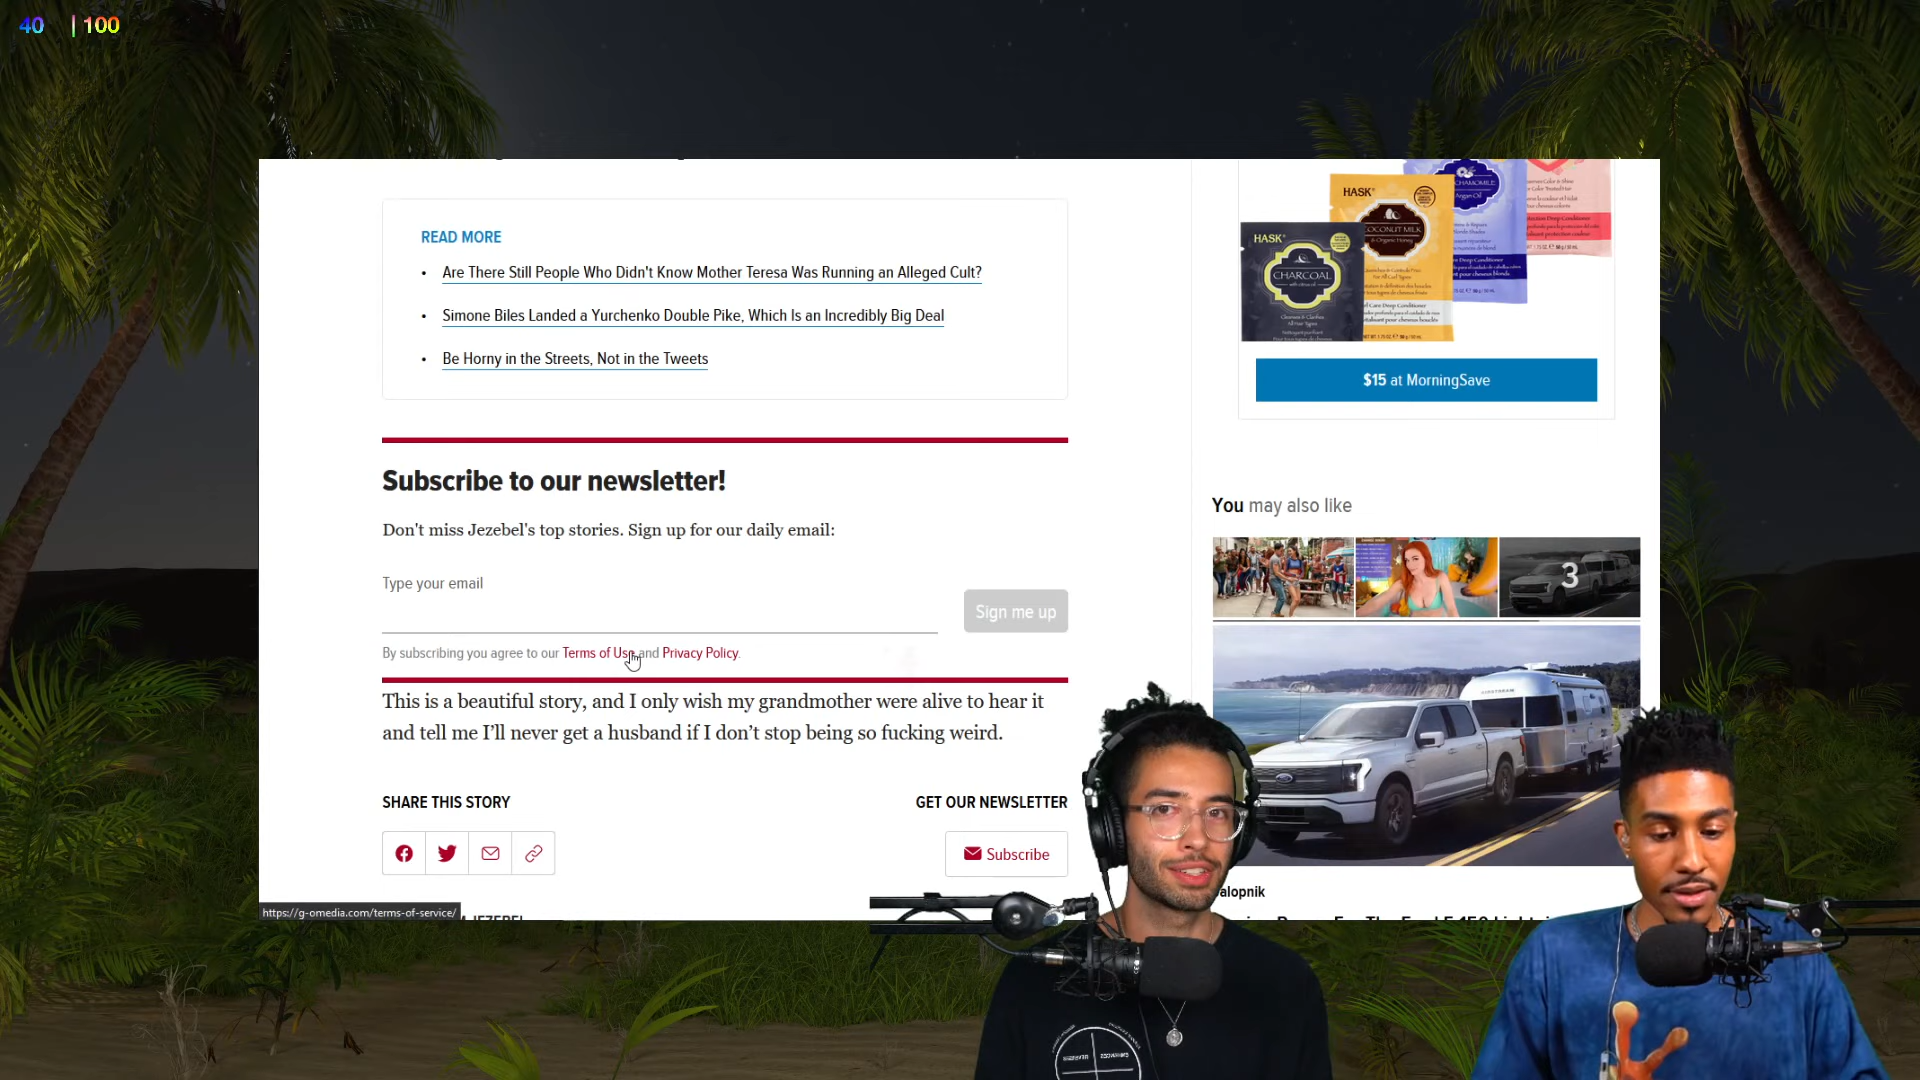 40 | 100
READ MORE
• Are There Still People Who Didn't Know Mother Teresa Was Running an Alleged Cult?
• Simone Biles Landed a Yurchenko Double Pike, Which Is an Incredibly Big Deal
• Be Horny in the Streets, Not in the Tweets
Subscribe to our newsletter!
Don't miss Jezebel's top stories. Sign up for our daily email:
Type your email
Sign me up
By subscribing you agree to our Terms of Use and Privacy Policy.
This is a beautiful story, and I only wish my grandmother were alive to hear it
and tell me I'll never get a husband if I don't stop being so fucking weird.
SHARE THIS STORY
GET OUR NEWSLETTER
Subscribe
https://g-omedia.com/terms-of-service/
HASK
CHARCOAL
HASK
COCONUT MILK
& Organic Honey
CHAMOMILE
Argan Oil
$15 at MorningSave
You may also like
3
AIRSTREAM
alopnik